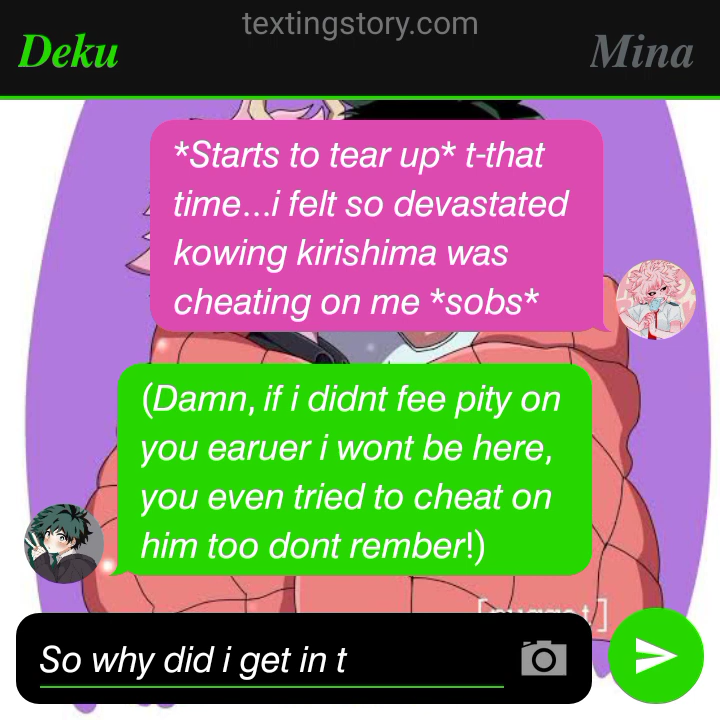 textingstory.com
Deku
Mina
*Starts to tear up* t-that
time...i felt so devastated
kowing kirishima was
cheating on me *sobs*
(Damn, if i didnt fee pity on
you earuer i wont be here,
you even tried to cheat on
him too dont rember!)
So why did i get in t